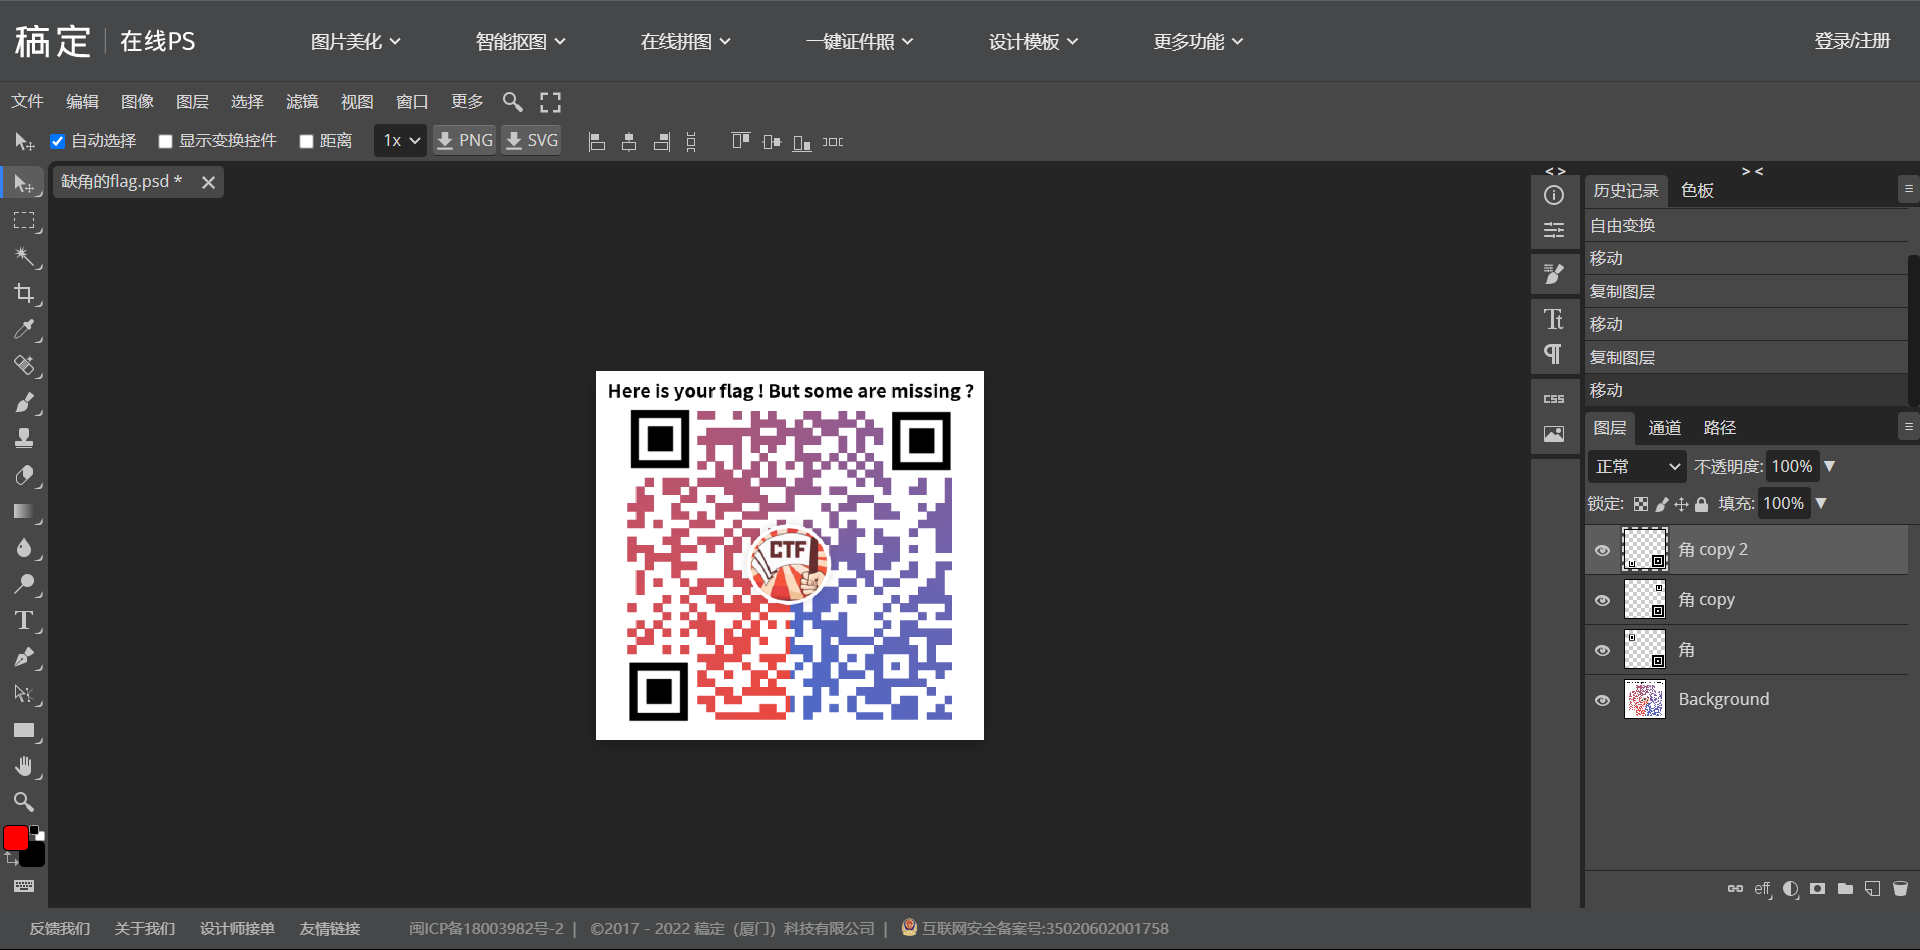 稿定 在线PS 图片美化 智能抠图 在线拼图 一键证件照 设计模板 更多功能 登录/注册
文件 编辑 图像 图层 选择 滤镜 视图 窗口 更多
自动选择 显示变换控件 距离 1x PNG SVG
缺角的flag.psd *
历史记录 色板
自由变换
移动
复制图层
移动
复制图层
移动
Here is your flag ! But some are missing ?
CTF
CSS
图层 通道 路径
正常 不透明度: 100%
锁定: 填充: 100%
角 copy 2
角 copy
角
Background
eff
反馈我们 关于我们 设计师接单 友情链接 闽ICP备18003982号-2 | ©2017 - 2022 稿定（厦门）科技有限公司 | 互联网安全备案号:35020602001758